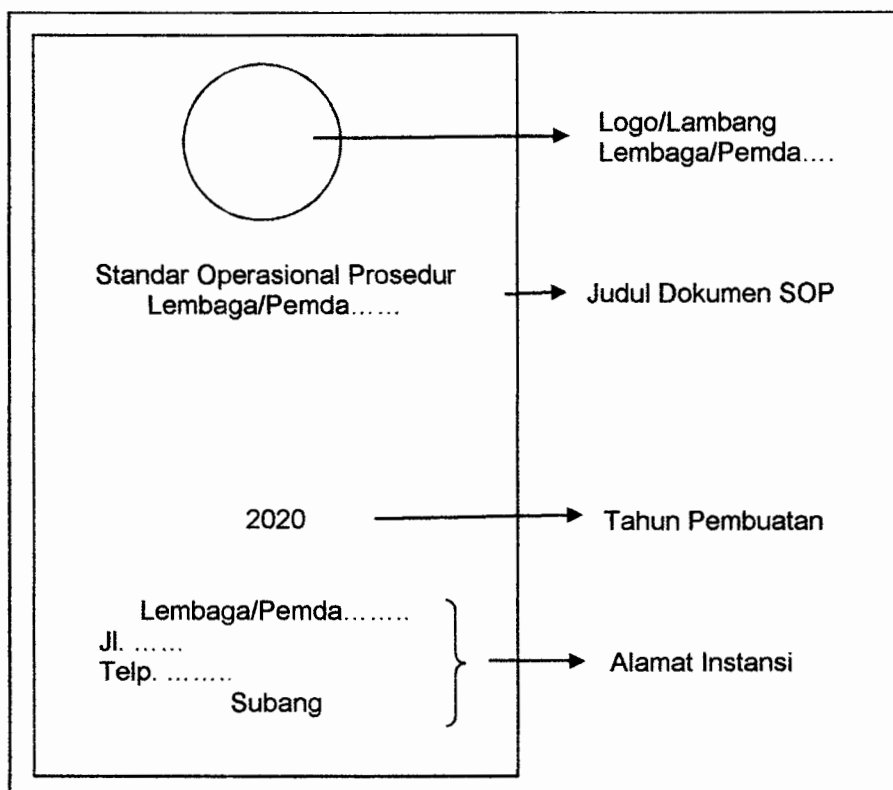 Logo/Lambang
Lembaga/Pemda....
Standar Operasional Prosedur
Lembaga/Pemda......
Judul Dokumen SOP
2020
Tahun Pembuatan
Lembaga/Pemda........
Jl. ......
Telp. ........
Subang
Alamat Instansi